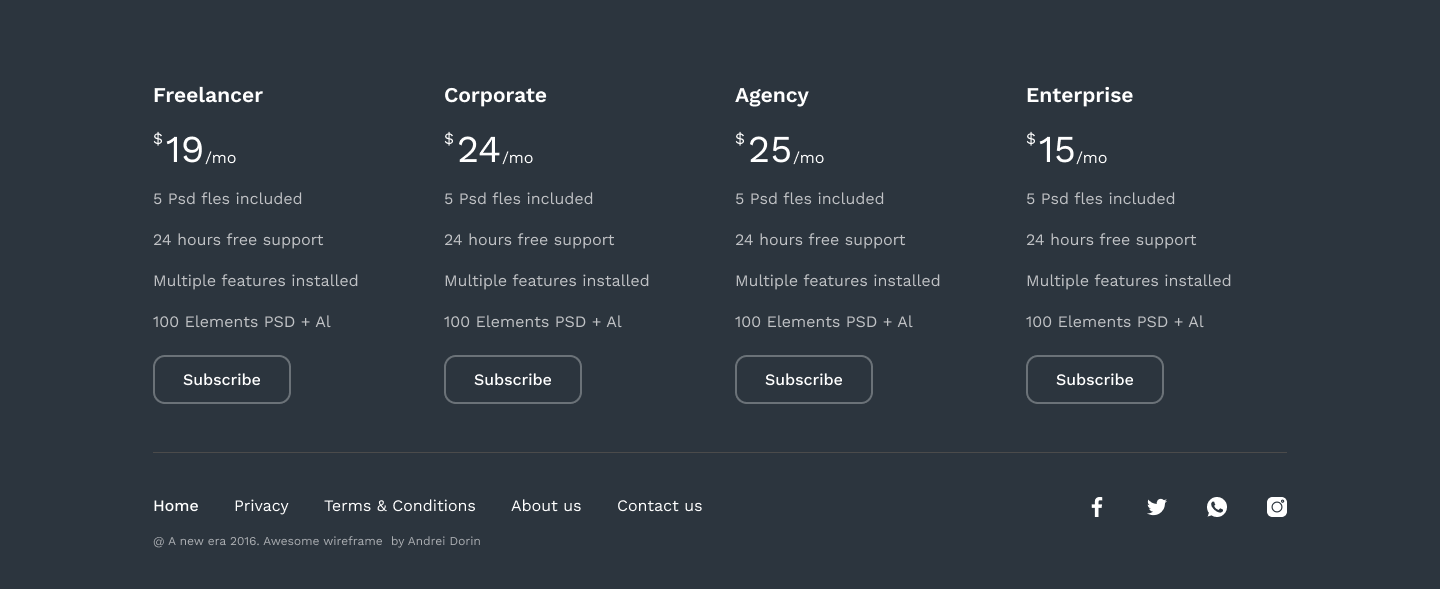 Freelancer
$19/mo
5 Psd fles included
24 hours free support
Multiple features installed
100 Elements PSD + Al
Subscribe
Corporate
$24/mo
5 Psd fles included
24 hours free support
Multiple features installed
100 Elements PSD + Al
Subscribe
Agency
$25/mo
5 Psd fles included
24 hours free support
Multiple features installed
100 Elements PSD + Al
Subscribe
Enterprise
$15/mo
5 Psd fles included
24 hours free support
Multiple features installed
100 Elements PSD + Al
Subscribe
Home Privacy Terms & Conditions About us Contact us
@ A new era 2016. Awesome wireframe  by Andrei Dorin